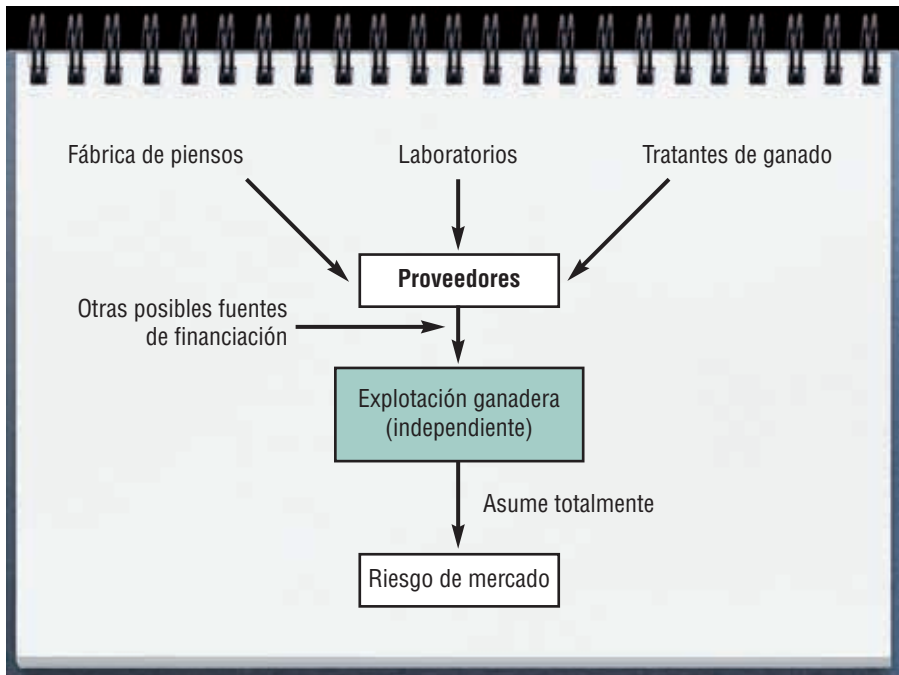 Fábrica de piensos
Laboratorios
Tratantes de ganado
Proveedores
Otras posibles fuentes
de financiación
Explotación ganadera
(independiente)
Asume totalmente
Riesgo de mercado